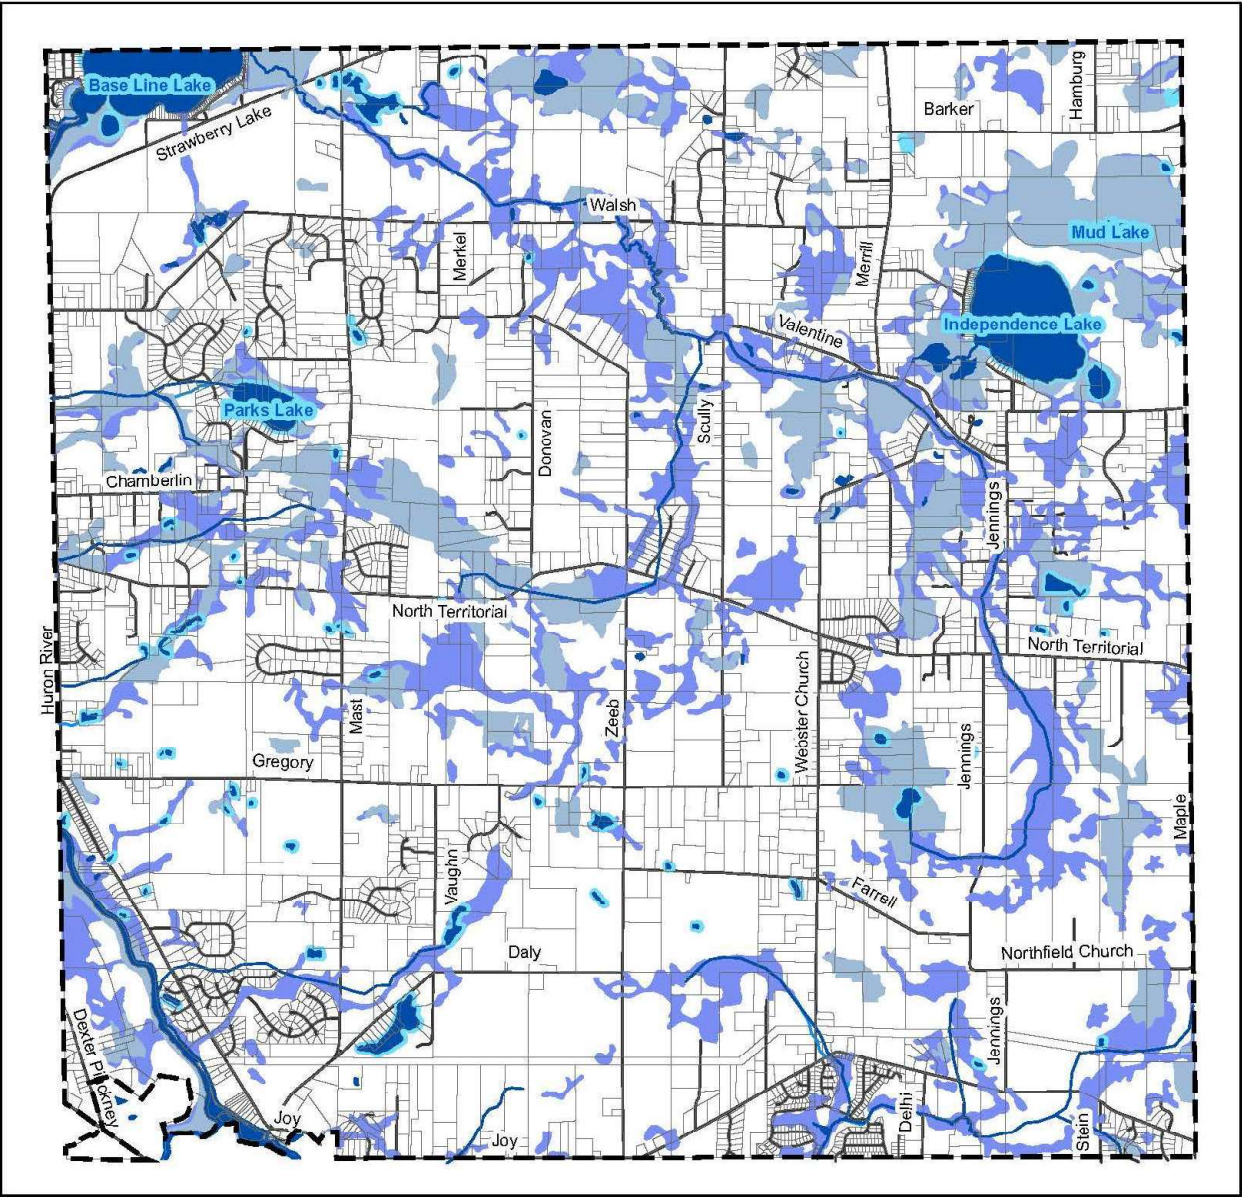 Base Line Lake
Strawberry Lake
Barker
Hamburg
Walsh
Merkel
Merrill
Mud Lake
Valentine
Independence Lake
Parks Lake
Donovan
Scully
Chamberlin
Jennings
North Territorial
North Territorial
Huron River
Mast
Zeeb
Webster Church
Jennings
Gregory
Maple
Vaughn
Farrell
Daly
Northfield Church
Dexter Pinckney
Jennings
Joy
Joy
Delhi
Stein